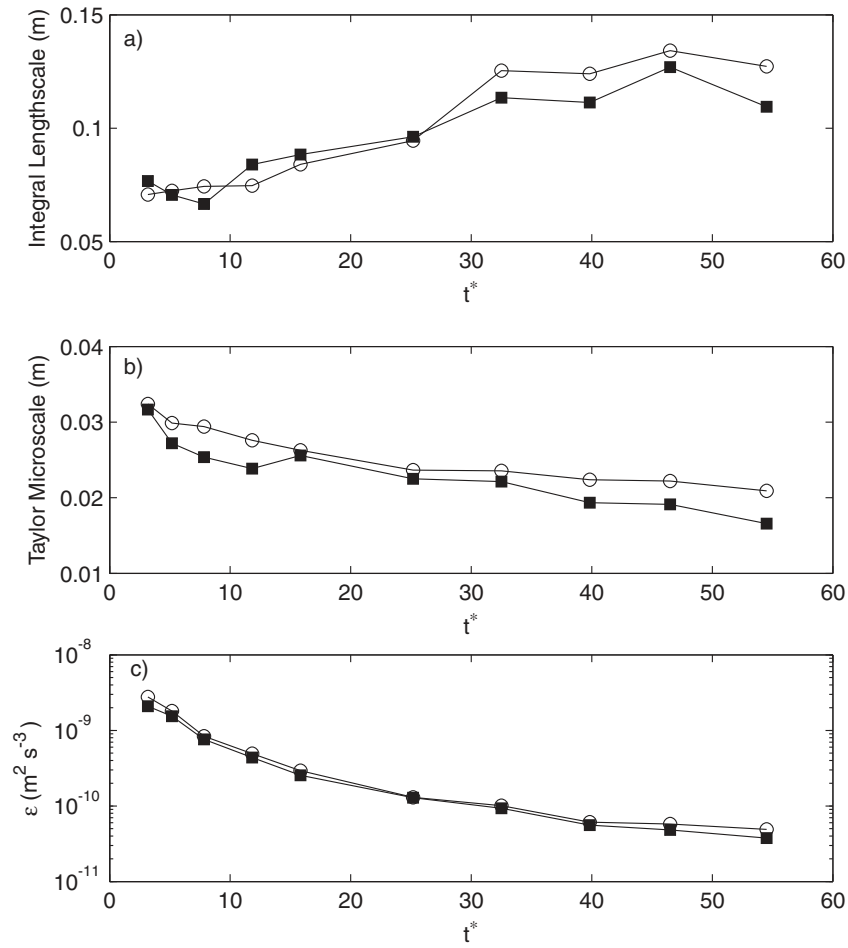 a)
Integral Lengthscale (m)
0.15
0.1
0.05
0 10 20 30 40 50 60
t*
b)
Taylor Microscale (m)
0.04
0.03
0.02
0.01
0 10 20 30 40 50 60
t*
c)
ε (m² s⁻³)
10⁻⁸
10⁻⁹
10⁻¹⁰
10⁻¹¹
0 10 20 30 40 50 60
t*